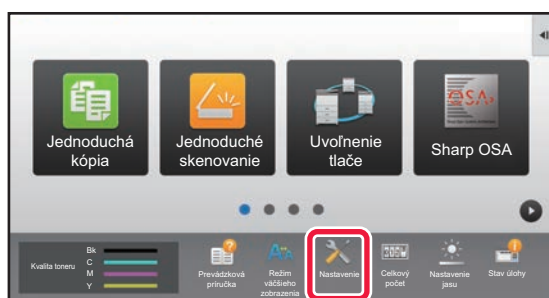 Jednoduchá
kópia
Jednoduché
skenovanie
Uvoľnenie
tlače
OSA
Sharp OSA
Kvalita toneru
Bk
C
M
Y
Prevádzková
príručka
Režim
väčšieho
zobrazenia
Nastavenie
Celkový
počet
Nastavenie
jasu
Stav úlohy